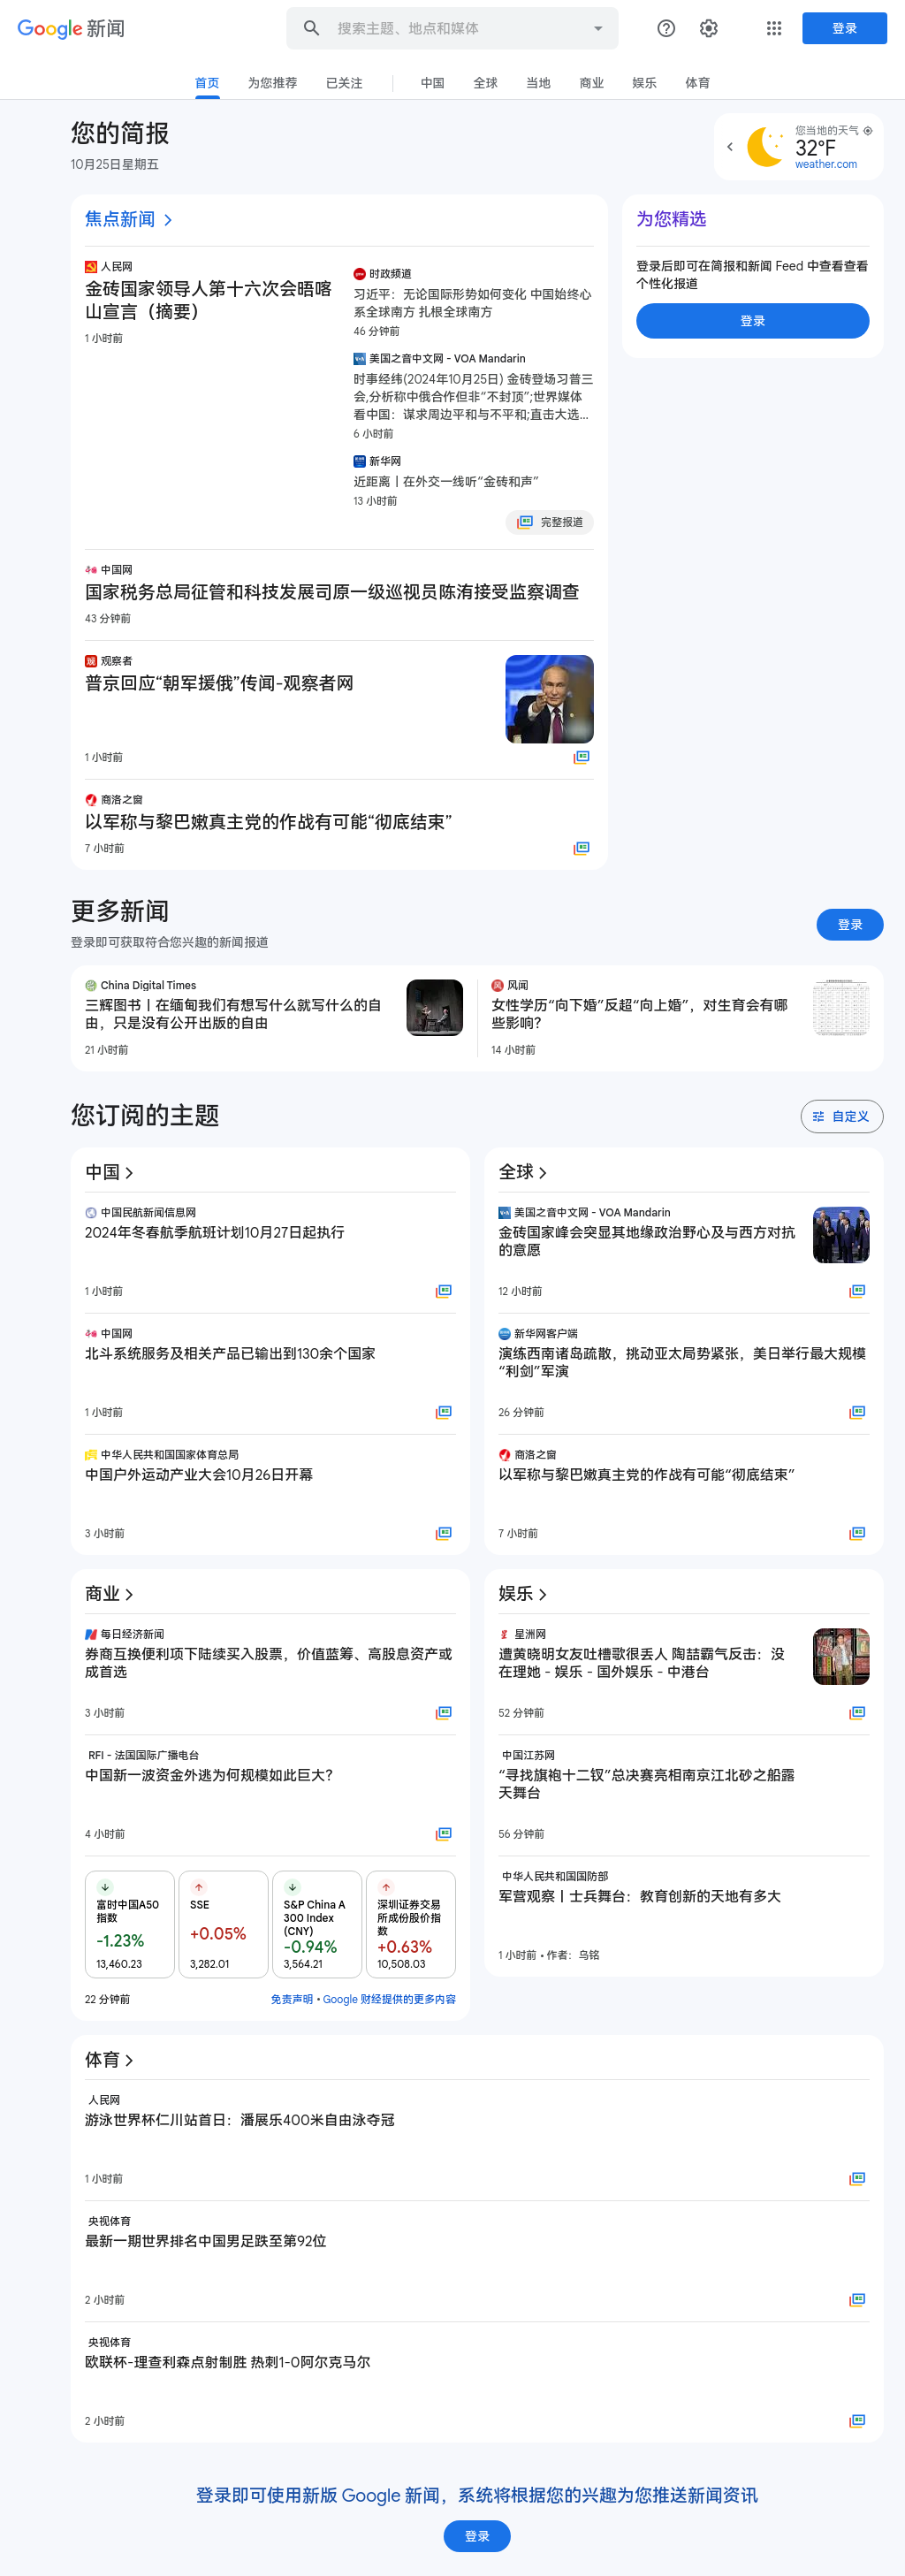 Google 新闻
搜索主题、地点和媒体
登录
首页
为您推荐
已关注
中国
全球
当地
商业
娱乐
体育
您的简报
10月25日星期五
您当地的天气
32°F
weather.com
焦点新闻
人民网
金砖国家领导人第十六次会晤喀
山宣言（摘要）
1 小时前
时政频道
习近平：无论国际形势如何变化 中国始终心
系全球南方 扎根全球南方
46 分钟前
美国之音中文网 - VOA Mandarin
时事经纬(2024年10月25日) 金砖登场习普三
会,分析称中俄合作但非“不封顶”;世界媒体
看中国：谋求周边平和与不平和;直击大选...
6 小时前
新华网
近距离丨在外交一线听“金砖和声”
13 小时前
完整报道
中国网
国家税务总局征管和科技发展司原一级巡视员陈洧接受监察调查
43 分钟前
观察者
普京回应“朝军援俄”传闻-观察者网
1 小时前
商洛之窗
以军称与黎巴嫩真主党的作战有可能“彻底结束”
7 小时前
为您精选
登录后即可在简报和新闻 Feed 中查看查看
个性化报道
登录
更多新闻
登录即可获取符合您兴趣的新闻报道
登录
China Digital Times
三辉图书丨在缅甸我们有想写什么就写什么的自
由，只是没有公开出版的自由
21 小时前
风闻
女性学历“向下婚”反超“向上婚”，对生育会有哪
些影响？
14 小时前
您订阅的主题
自定义
中国
中国民航新闻信息网
2024年冬春航季航班计划10月27日起执行
1 小时前
中国网
北斗系统服务及相关产品已输出到130余个国家
1 小时前
中华人民共和国国家体育总局
中国户外运动产业大会10月26日开幕
3 小时前
全球
美国之音中文网 - VOA Mandarin
金砖国家峰会突显其地缘政治野心及与西方对抗
的意愿
12 小时前
新华网客户端
演练西南诸岛疏散，挑动亚太局势紧张，美日举行最大规模
“利剑”军演
26 分钟前
商洛之窗
以军称与黎巴嫩真主党的作战有可能“彻底结束”
7 小时前
商业
每日经济新闻
券商互换便利项下陆续买入股票，价值蓝筹、高股息资产或
成首选
3 小时前
RFI - 法国国际广播电台
中国新一波资金外逃为何规模如此巨大？
4 小时前
富时中国A50
指数
-1.23%
13,460.23
SSE
+0.05%
3,282.01
S&P China A
300 Index
(CNY)
-0.94%
3,564.21
深圳证券交易
所成份股价指
数
+0.63%
10,508.03
22 分钟前
免责声明 • Google 财经提供的更多内容
娱乐
星洲网
遭黄晓明女友吐槽歌很丢人 陶喆霸气反击：没
在理她 - 娱乐 - 国外娱乐 - 中港台
52 分钟前
中国江苏网
“寻找旗袍十二钗”总决赛亮相南京江北砂之船露
天舞台
56 分钟前
中华人民共和国国防部
军营观察丨士兵舞台：教育创新的天地有多大
1 小时前 • 作者：乌铭
体育
人民网
游泳世界杯仁川站首日：潘展乐400米自由泳夺冠
1 小时前
央视体育
最新一期世界排名中国男足跌至第92位
2 小时前
央视体育
欧联杯-理查利森点射制胜 热刺1-0阿尔克马尔
2 小时前
登录即可使用新版 Google 新闻，系统将根据您的兴趣为您推送新闻资讯
登录